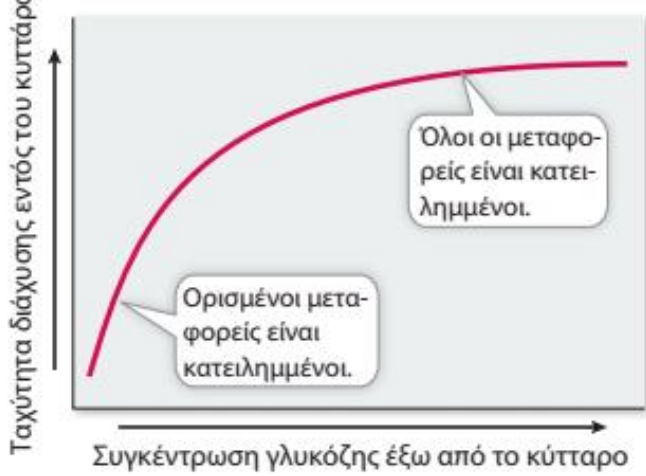 Ταχύτητα διάχυσης εντός του κυττάρο
Όλοι οι μεταφο-
ρείς είναι κατει-
λημμένοι.
Ορισμένοι μετα-
φορείς είναι
κατειλημμένοι.
Συγκέντρωση γλυκόζης έξω από το κύτταρο